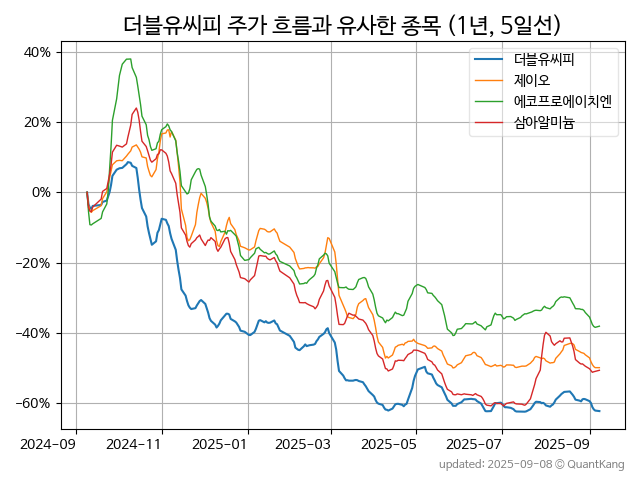 더블유씨피 주가 흐름과 유사한 종목 (1년, 5일선)
더블유씨피
제이오
에코프로에이치엔
삼아알미늄
40%
20%
0%
−20%
−40%
−60%
2024−09
2024−11
2025−01
2025−03
2025−05
2025−07
2025−09
updated: 2025-09-08 © QuantKang